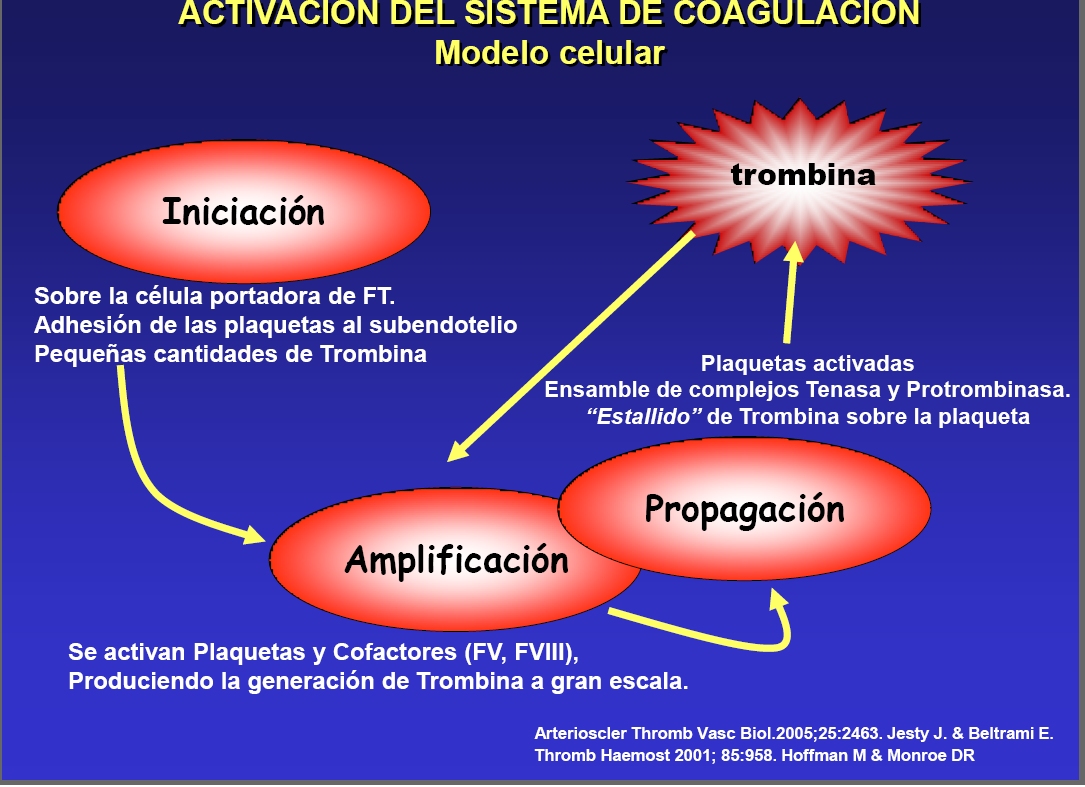 ACTIVACIÓN DEL SISTEMA DE COAGULACIÓN
Modelo celular
trombina
Iniciación
Sobre la célula portadora de FT.
Adhesión de las plaquetas al subendotelio
Pequeñas cantidades de Trombina
Plaquetas activadas
Ensamble de complejos Tenasa y Protrombinasa.
“Estallido” de Trombina sobre la plaqueta
Propagación
Amplificación
Se activan Plaquetas y Cofactores (FV, FVIII),
Produciendo la generación de Trombina a gran escala.
Arterioscler Thromb Vasc Biol.2005;25:2463. Jesty J. & Beltrami E.
Thromb Haemost 2001; 85:958. Hoffman M & Monroe DR